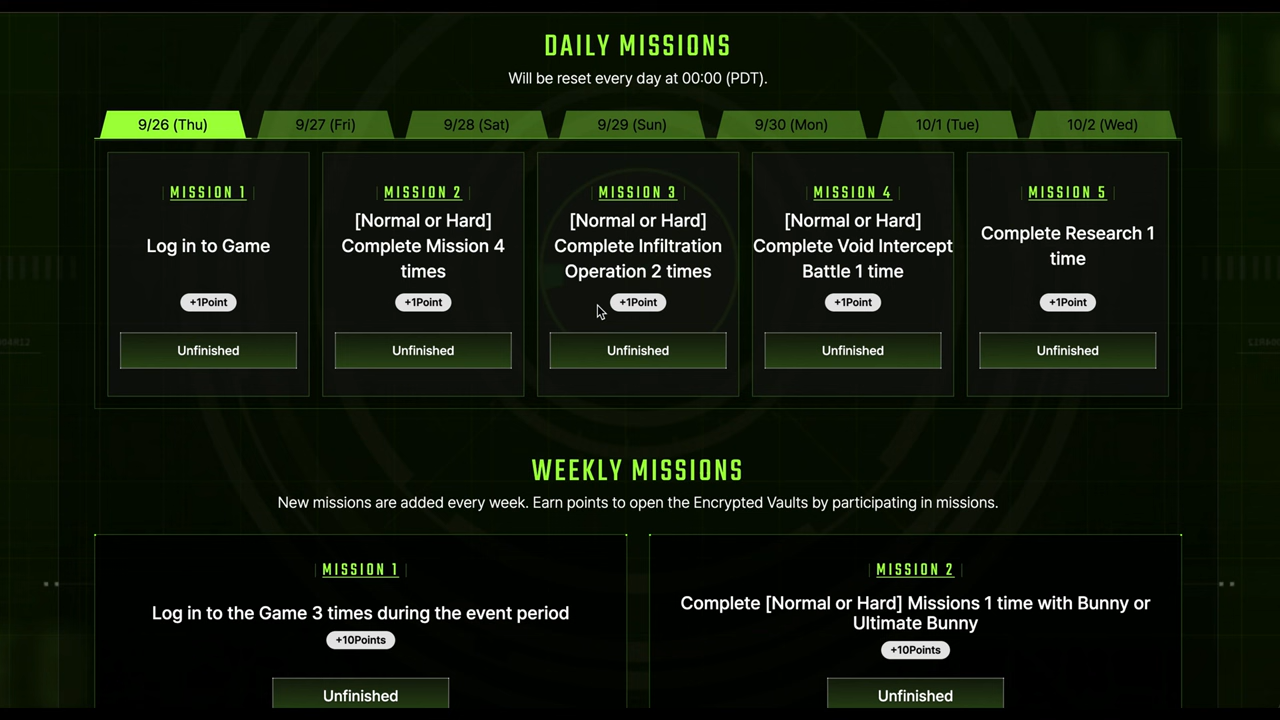 DAILY MISSIONS
Will be reset every day at 00:00 (PDT).
9/26 (Thu)
9/27 (Fri)
9/28 (Sat)
9/29 (Sun)
9/30 (Mon)
10/1 (Tue)
10/2 (Wed)
MISSION 1
Log in to Game
+1Point
Unfinished
MISSION 2
[Normal or Hard]
Complete Mission 4
times
+1Point
Unfinished
MISSION 3
[Normal or Hard]
Complete Infiltration
Operation 2 times
+1Point
Unfinished
MISSION 4
[Normal or Hard]
Complete Void Intercept
Battle 1 time
+1Point
Unfinished
MISSION 5
Complete Research 1
time
+1Point
Unfinished
WEEKLY MISSIONS
New missions are added every week. Earn points to open the Encrypted Vaults by participating in missions.
MISSION 1
Log in to the Game 3 times during the event period
+10Points
Unfinished
MISSION 2
Complete [Normal or Hard] Missions 1 time with Bunny or
Ultimate Bunny
+10Points
Unfinished